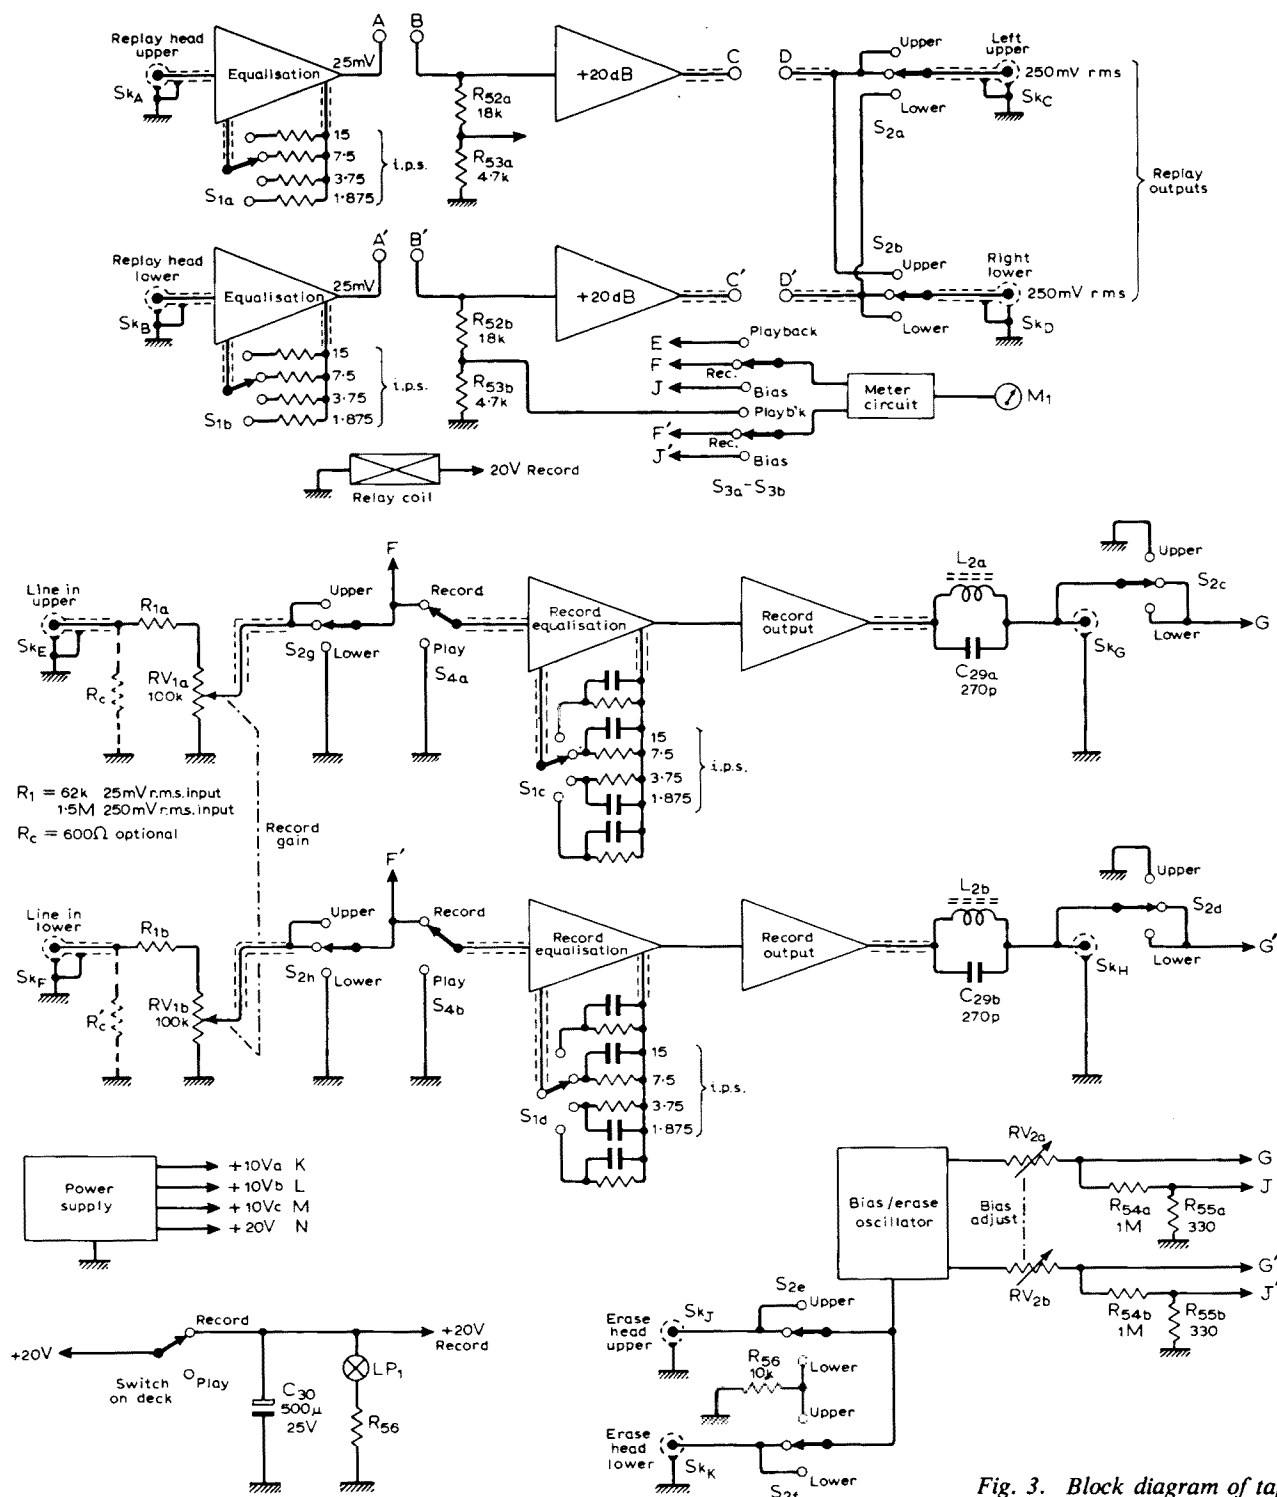 Replay head
upper
SkA
Equalisation
25mV
A
B
R52a
18k
R53a
4.7k
+20dB
C
D
Upper
Lower
S2a
Left
upper
250mV rms
SkC
S1a
15
7.5
3.75
1.875
i.p.s.
Replay
outputs
Replay head
lower
SkB
Equalisation
25mV
A'
B'
R52b
18k
R53b
4.7k
+20dB
C'
D'
S2b
Upper
Lower
Right
lower
250mV rms
SkD
S1b
15
7.5
3.75
1.875
i.p.s.
E
Playback
F
Rec.
J
Bias
Playb'k
F'
Rec.
J'
Bias
S3a-S3b
Meter
circuit
M1
20V Record
Relay coil
Line in
upper
SkE
R1a
Rc
RV1a
100k
Upper
S2g
Lower
F
Record
Play
S4a
Record
equalisation
S1c
15
7.5
3.75
1.875
i.p.s.
Record
output
L2a
C29a
270p
SkG
Upper
S2c
Lower
G
R1 = 62k 25mV r.m.s. input
1.5M 250mV r.m.s. input
Rc = 600Ω optional
Record
gain
Line in
lower
SkF
R1b
R'c
RV1b
100k
Upper
S2h
Lower
F'
Record
Play
S4b
Record
equalisation
S1d
15
7.5
3.75
1.875
i.p.s.
Record
output
L2b
C29b
270p
SkH
Upper
S2d
Lower
G'
Power
supply
+10Va K
+10Vb L
+10Vc M
+20V N
Bias/erase
oscillator
RV2a
Bias
adjust
RV2b
G
J
R54a
1M
R55a
330
G'
J'
R54b
1M
R55b
330
+20V
Record
Play
Switch
on deck
C30
500μ
25V
LP1
R56
+20V
Record
Erase
head
upper
SkJ
S2e
Upper
Lower
R56
10k
Upper
Erase
head
lower
SkK
S2f
Lower
Fig. 3. Block diagram of